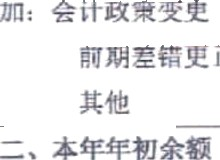 加：会计政策变更
前期差错更正
其他
二、本年年初余额